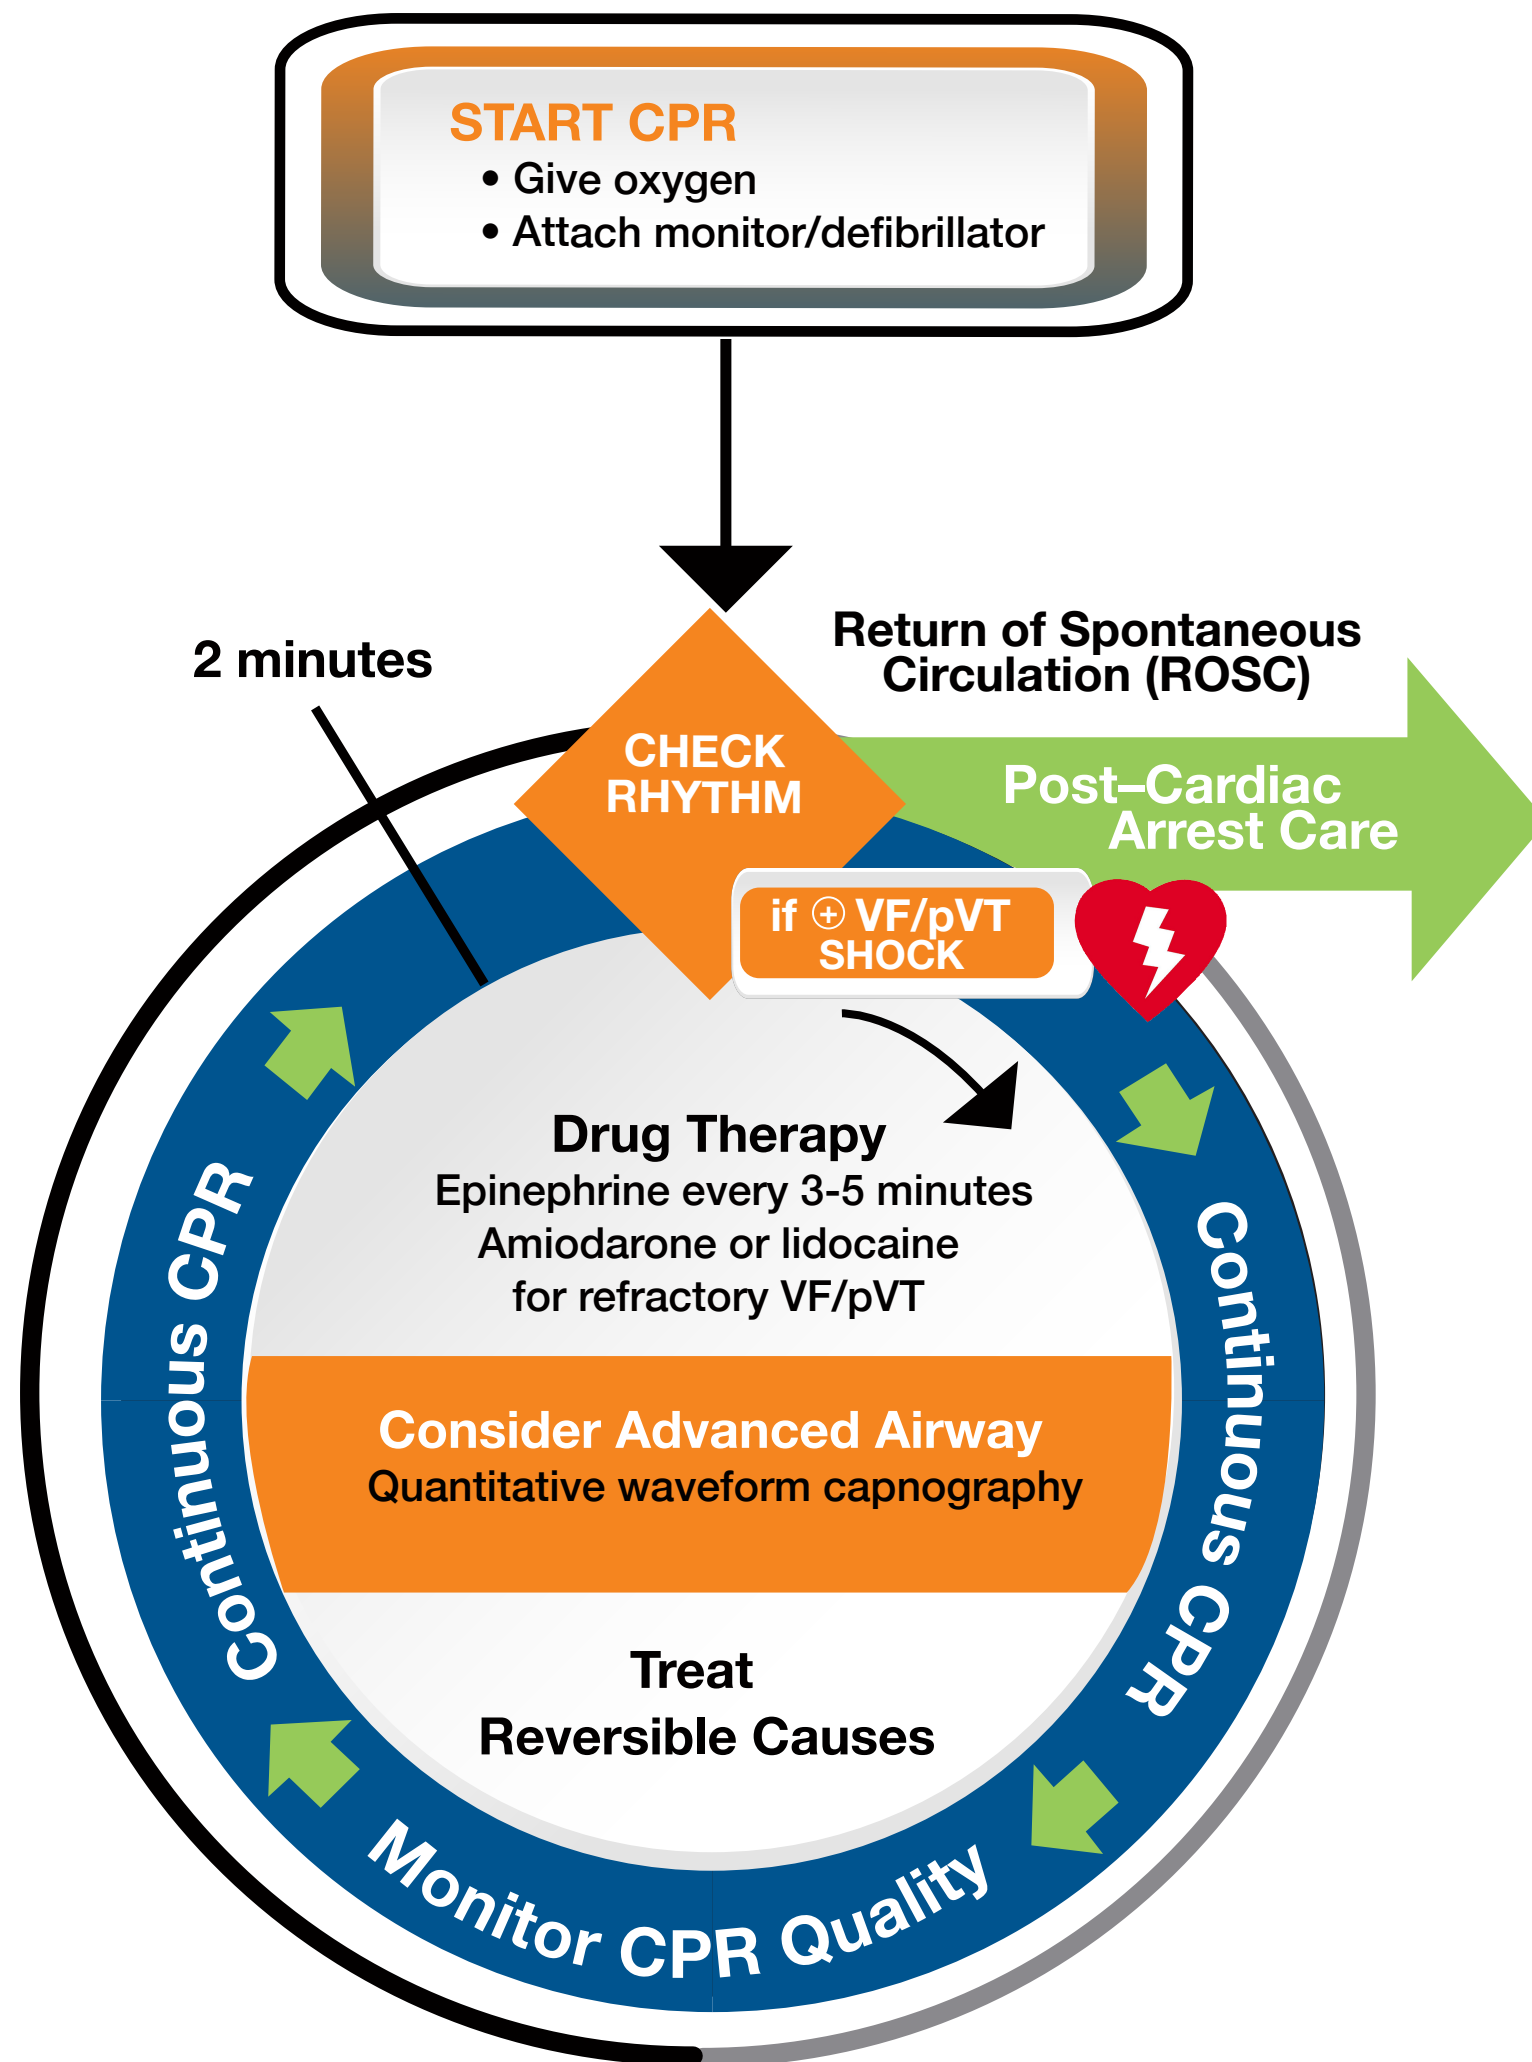 START CPR
• Give oxygen
• Attach monitor/defibrillator
2 minutes
Return of Spontaneous
Circulation (ROSC)
CHECK
RHYTHM
Post–Cardiac
Arrest Care
if ⊕ VF/pVT
SHOCK
Drug Therapy
Epinephrine every 3-5 minutes
Amiodarone or lidocaine
for refractory VF/pVT
Consider Advanced Airway
Quantitative waveform capnography
Treat
Reversible Causes
Continuous CPR
Monitor CPR Quality
Continuous CPR